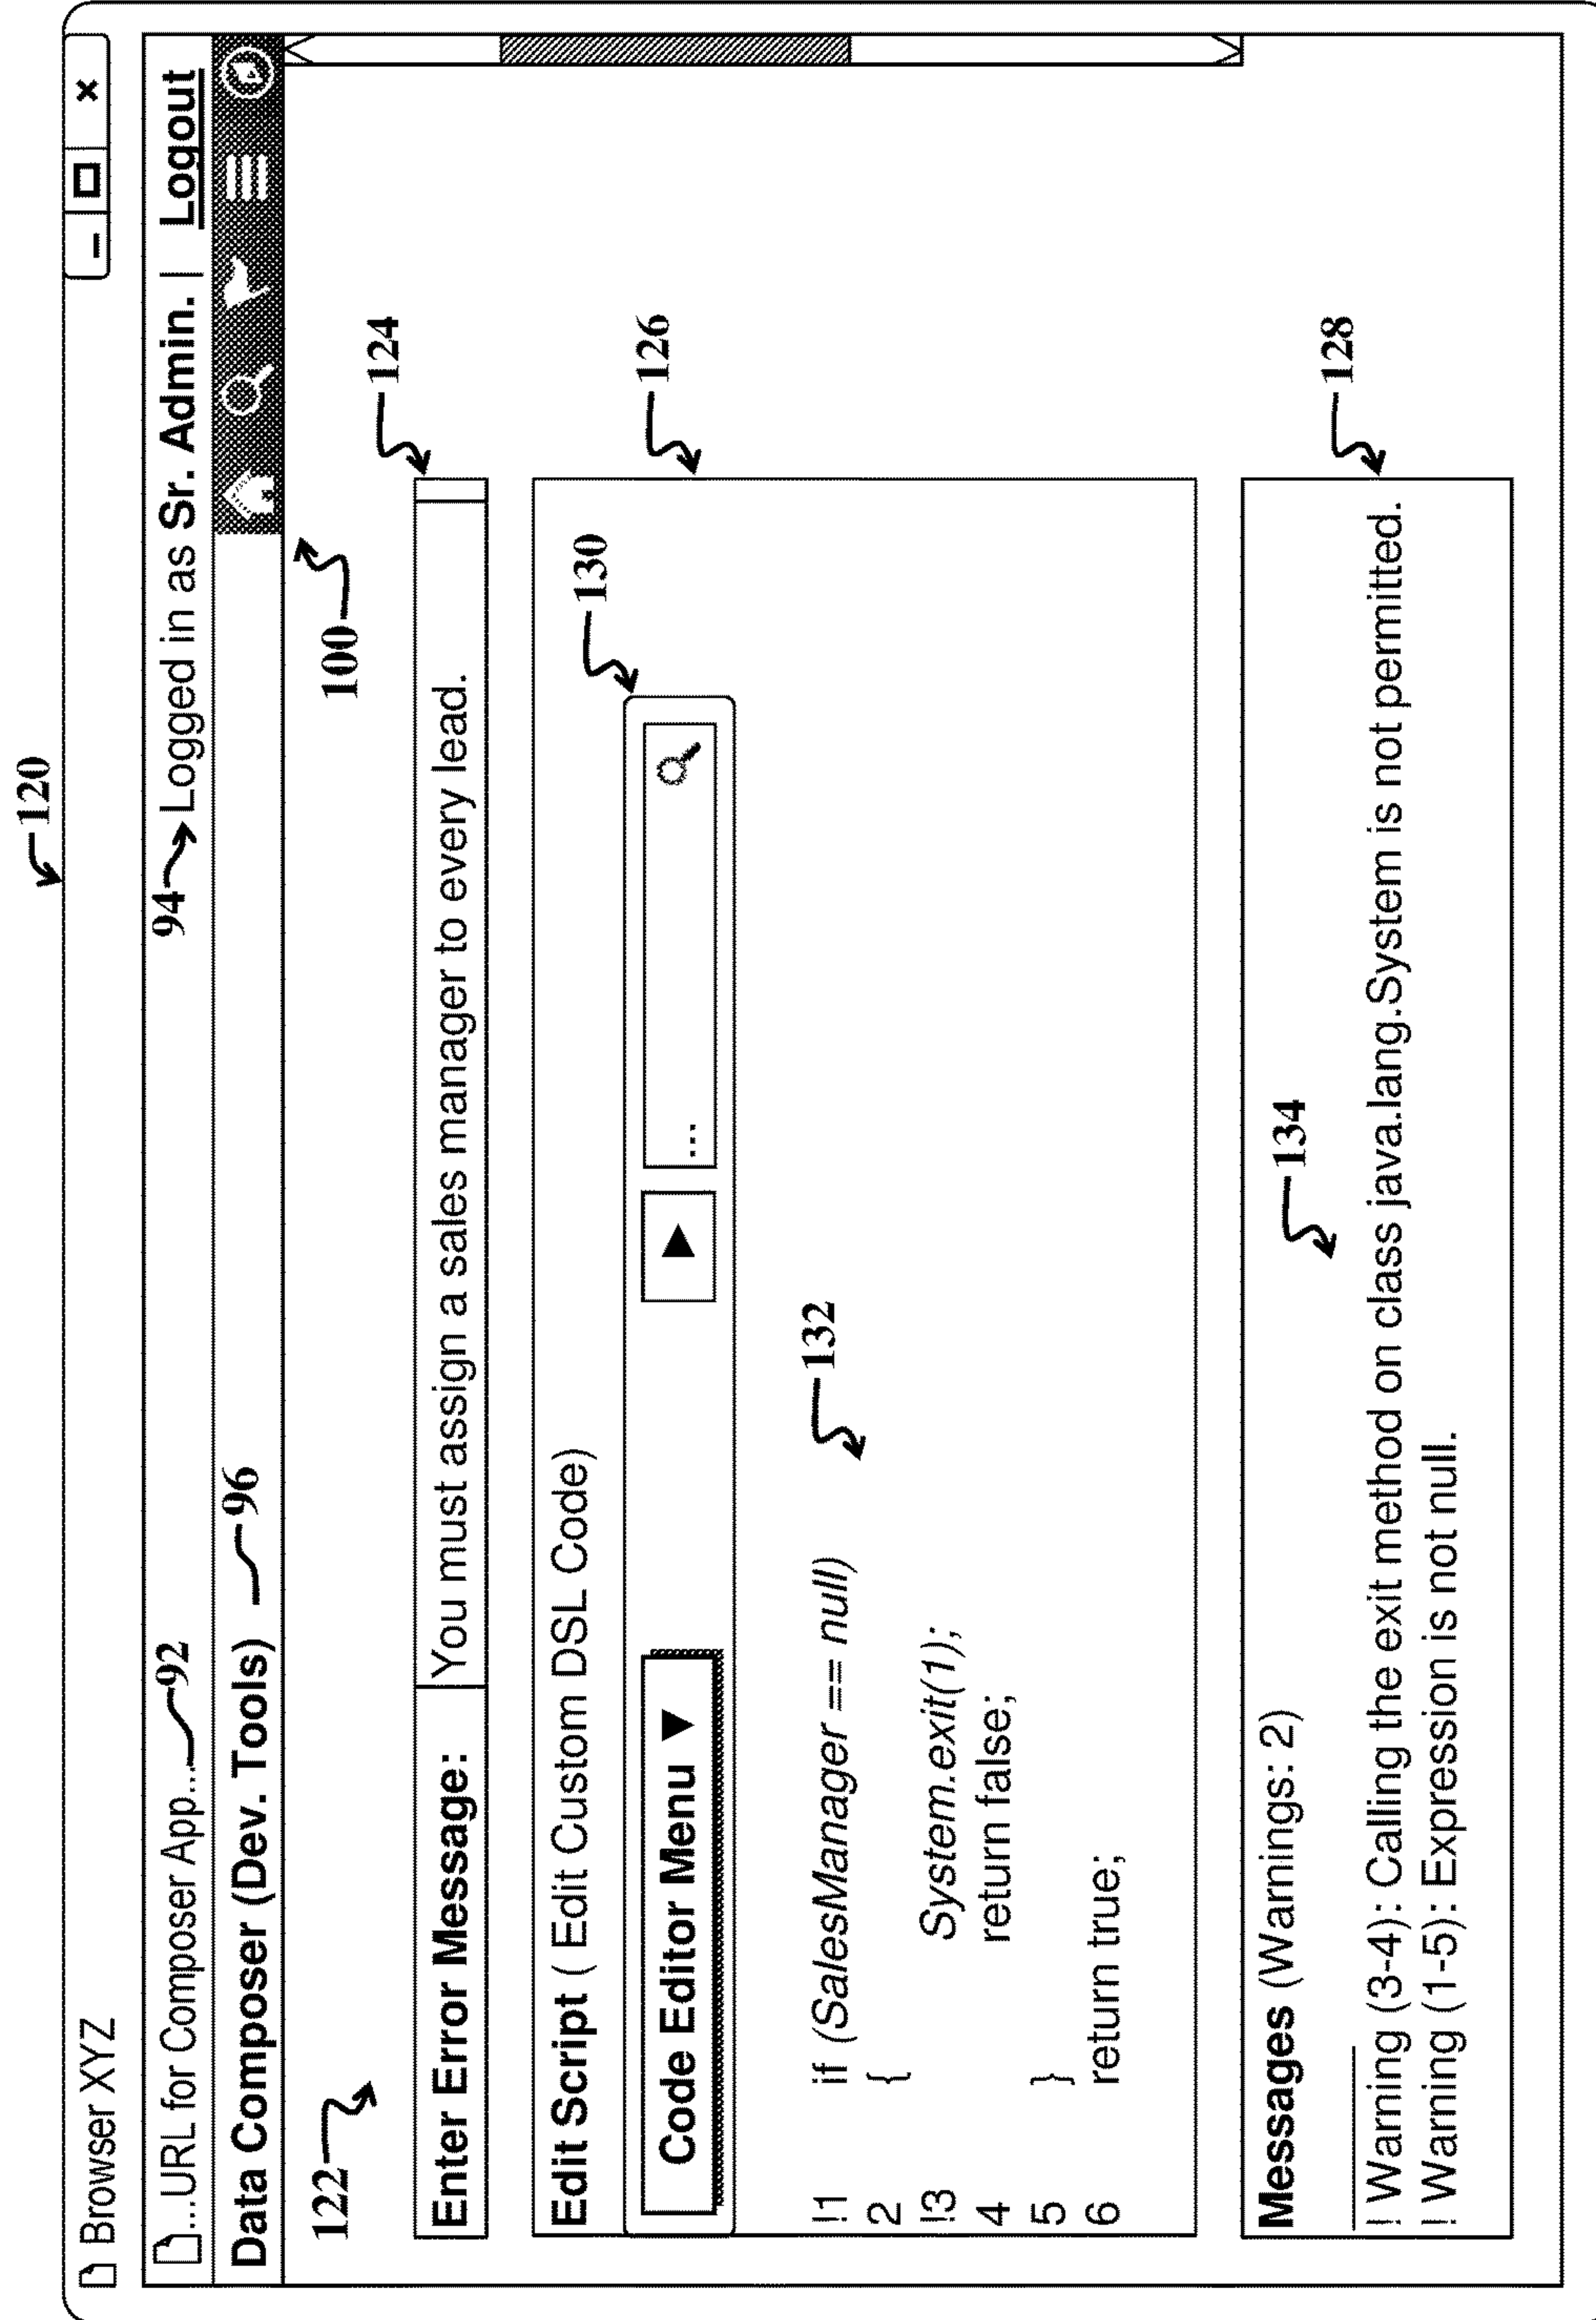 120
Browser XYZ
...URL for Composer App... 92 94 Logged in as Sr. Admin. | Logout
Data Composer (Dev. Tools) 96
122
100
124
Enter Error Message: You must assign a sales manager to every lead.
126
Edit Script ( Edit Custom DSL Code)
130
Code Editor Menu ▼ ...
132
!1 if (SalesManager == null)
2 {
!3 System.exit(1);
4 return false;
5 }
6 return true;
128
Messages (Warnings: 2)
134
! Warning (3-4): Calling the exit method on class java.lang.System is not permitted.
! Warning (1-5): Expression is not null.